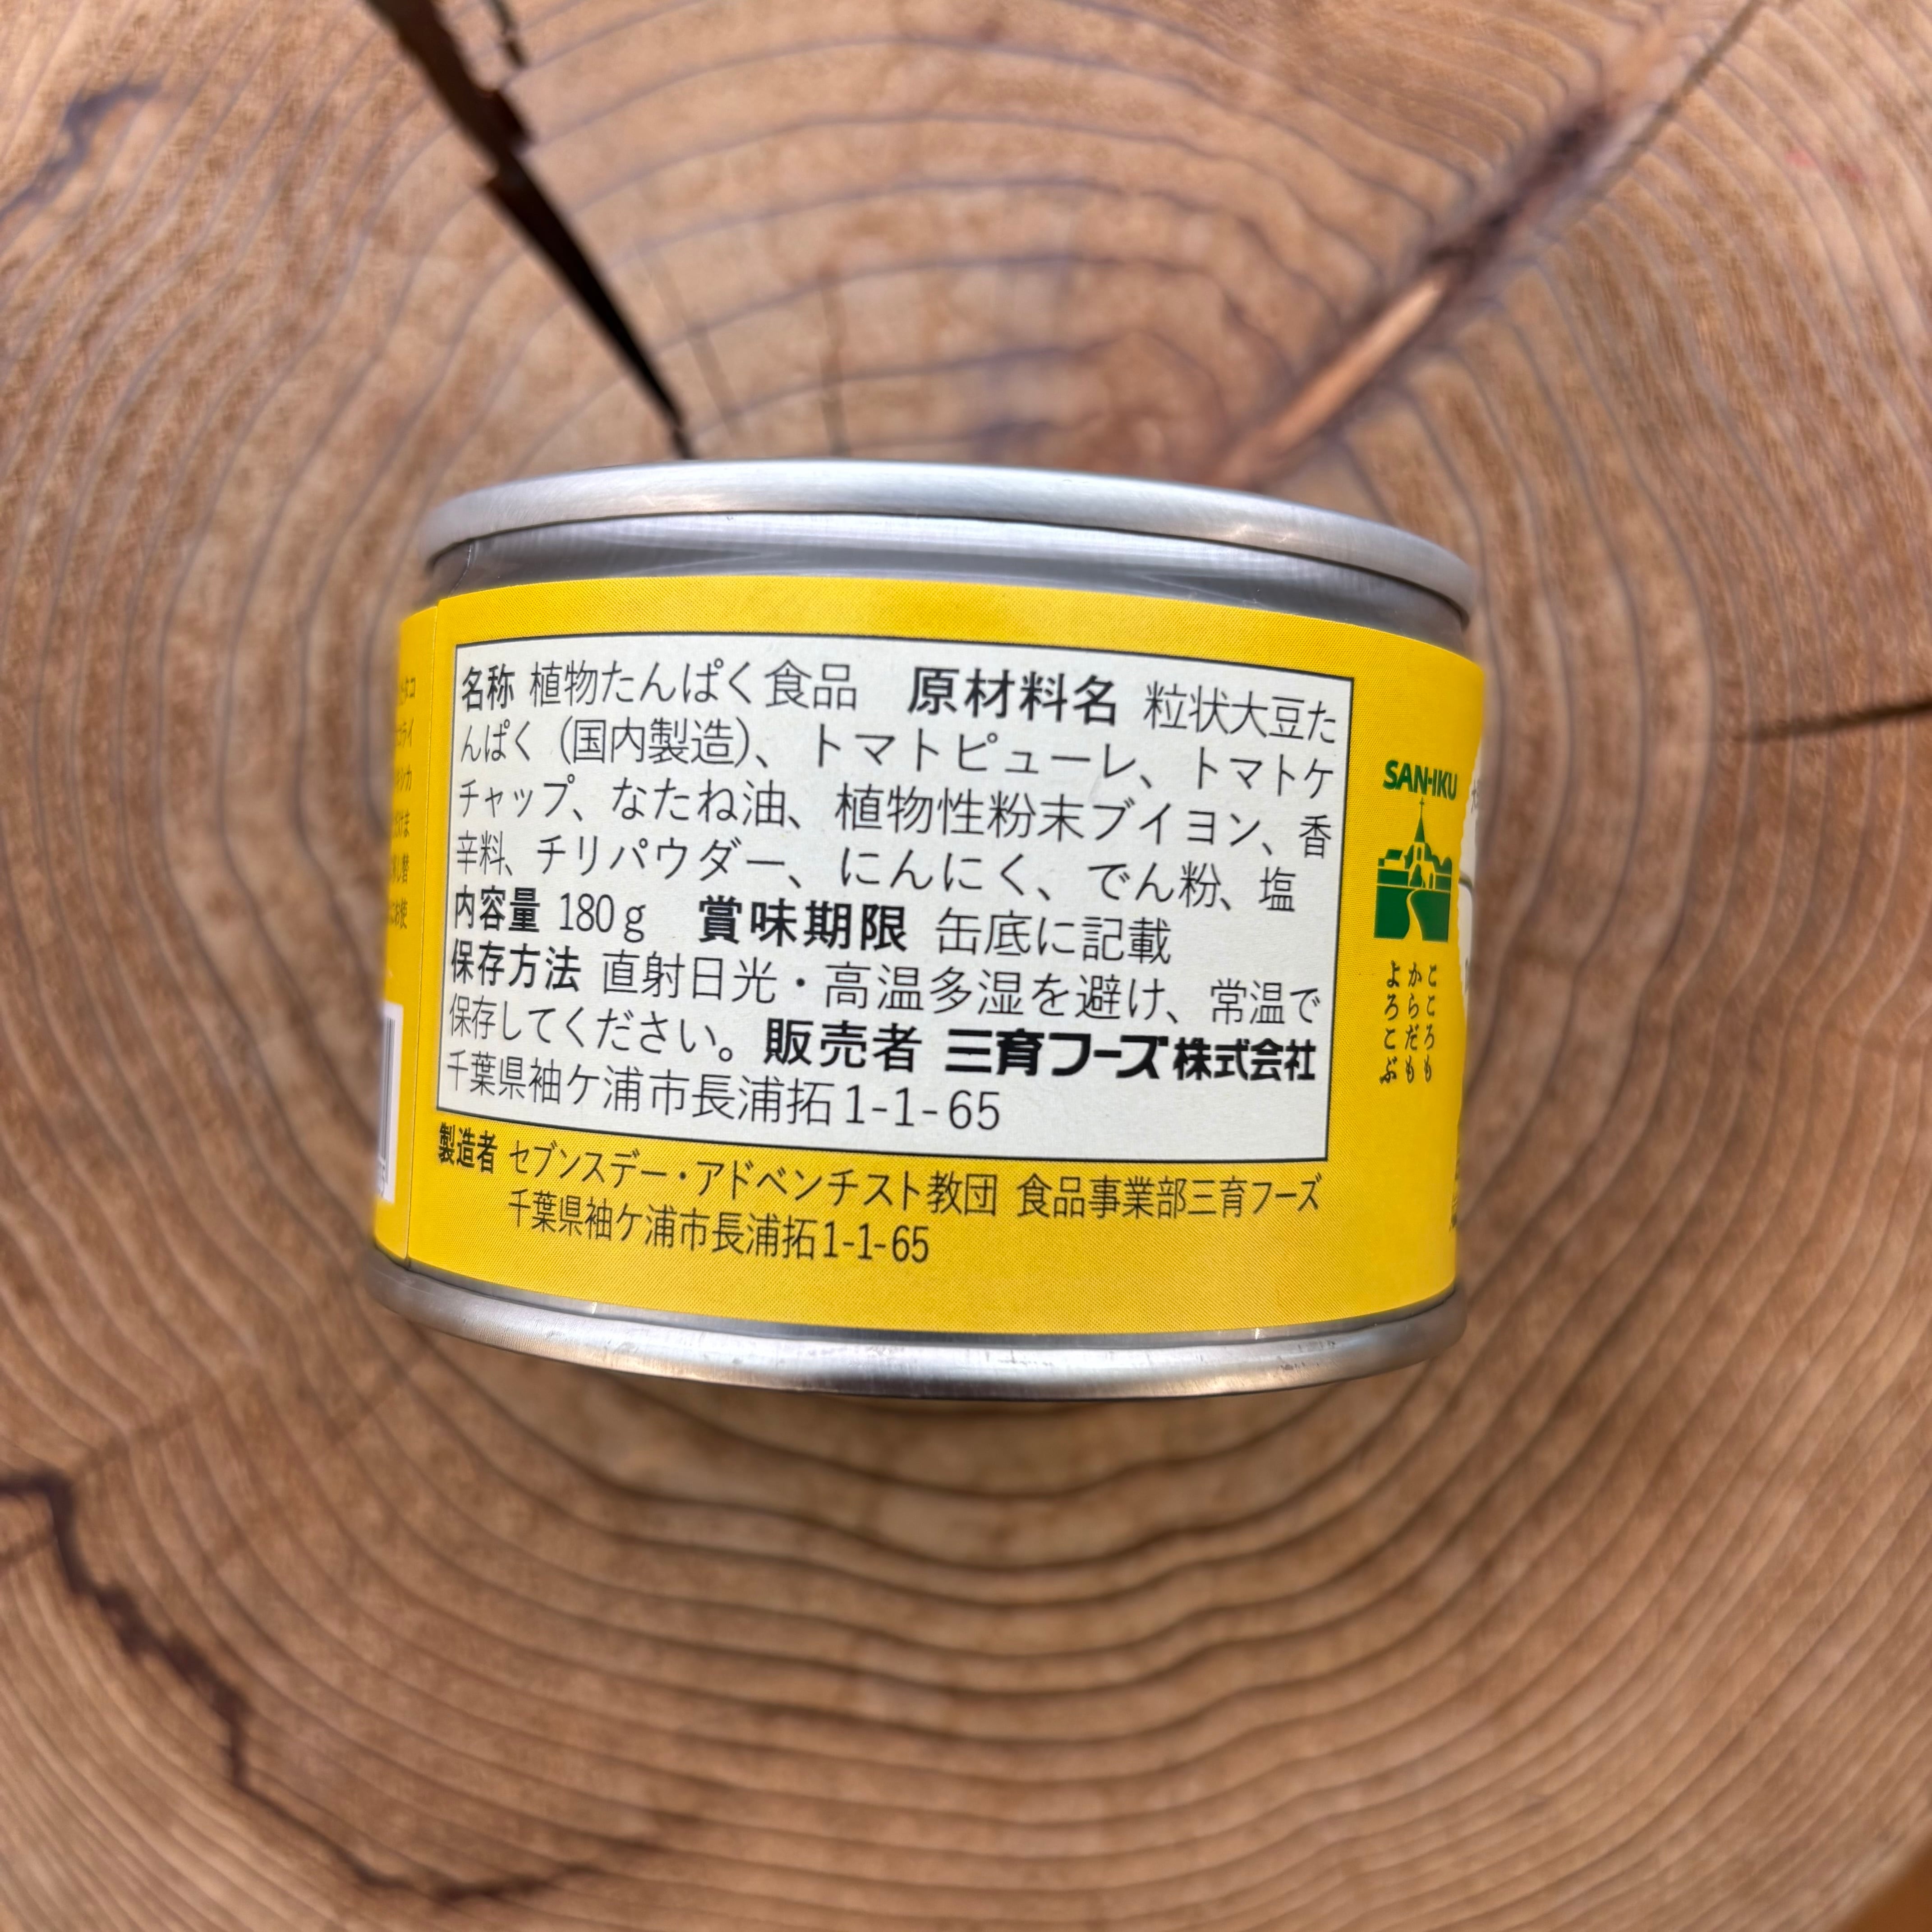 名称 植物たんぱく食品 原材料名 粒状大豆た
んぱく（国内製造）、トマトピューレ、トマトケ
チャップ、なたね油、植物性粉末ブイヨン、香
辛料、チリパウダー、にんにく、でん粉、塩
内容量 180g 賞味期限 缶底に記載
保存方法 直射日光・高温多湿を避け、常温で
保存してください。販売者 三育フーズ株式会社
千葉県袖ケ浦市長浦拓1-1-65
製造者 セブンスデー・アドベンチスト教団 食品事業部三育フーズ
千葉県袖ケ浦市長浦拓1-1-65
SAN-IKU
こころも
からだも
よろこぶ